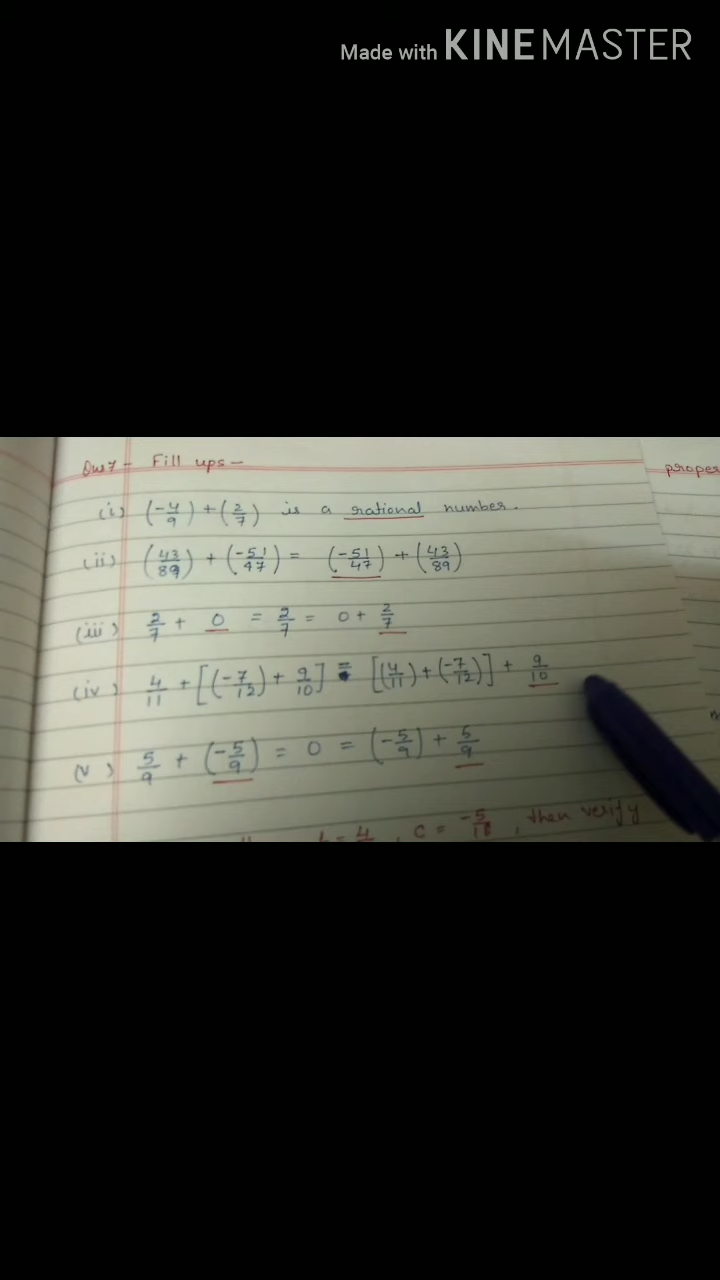 Made with KINEMASTER
Ques 7- Fill ups-
(i) (-4/9) + (2/7) is a rational number.
(ii) (43/89) + (-51/47) = (-51/47) + (43/89)
(iii) 2/7 + 0 = 2/7 = 0 + 2/7
(iv) 4/11 + [(-7/12) + 9/10] = [(4/11) + (-7/12)] + 9/10
(v) 5/9 + (-5/9) = 0 = (-5/9) + 5/9
, c = , then verify
proper